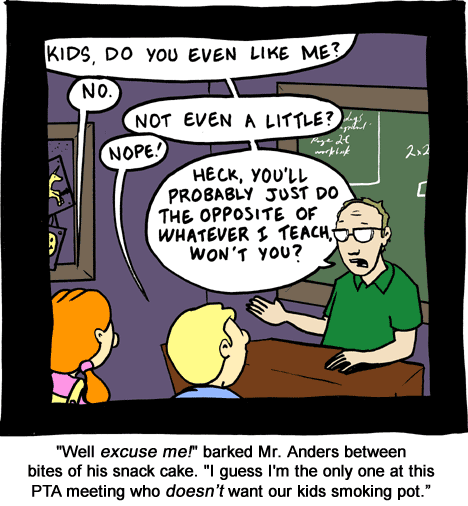 KIDS, DO YOU EVEN LIKE ME?
NO.
NOT EVEN A LITTLE?
NOPE!
HECK, YOU'LL
PROBABLY JUST DO
THE OPPOSITE OF
WHATEVER I TEACH,
WON'T YOU?
Page 26
2x2
"Well excuse me!" barked Mr. Anders between
bites of his snack cake. "I guess I'm the only one at this
PTA meeting who doesn't want our kids smoking pot."